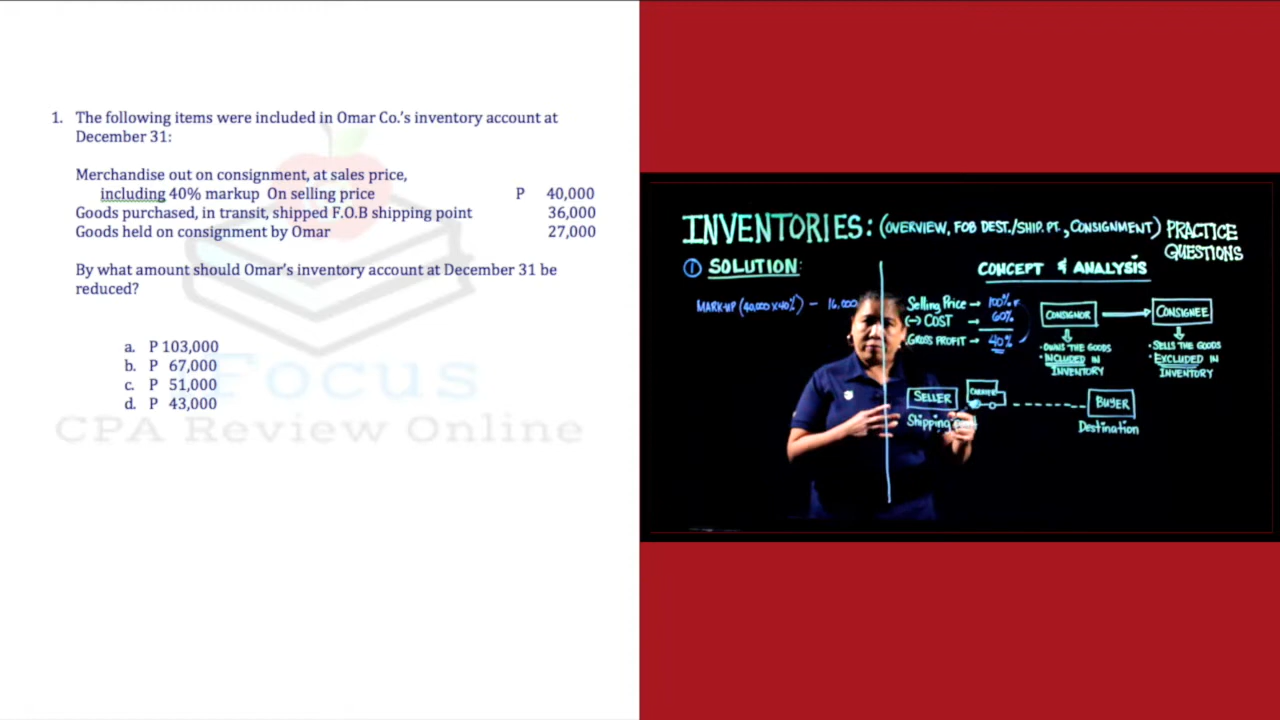 1. The following items were included in Omar Co.'s inventory account at
December 31:
Merchandise out on consignment, at sales price,
including 40% markup On selling price P 40,000
Goods purchased, in transit, shipped F.O.B shipping point 36,000
Goods held on consignment by Omar 27,000
By what amount should Omar's inventory account at December 31 be
reduced?
a. P 103,000
b. P 67,000
c. P 51,000
d. P 43,000
Focus
CPA Review Online
INVENTORIES: (OVERVIEW, FOB DEST./SHIP. PT., CONSIGNMENT) PRACTICE
QUESTIONS
① SOLUTION:
MARK-UP (40,000 X 40%) – 16,000
CONCEPT & ANALYSIS
Selling Price → 100%
(-) COST → 60%
GROSS PROFIT → 40%
CONSIGNOR
• OWNS THE GOODS
• INCLUDED IN
INVENTORY
CONSIGNEE
• SELLS THE GOODS
• EXCLUDED IN
INVENTORY
SELLER
Shipping
CARRIER
BUYER
Destination